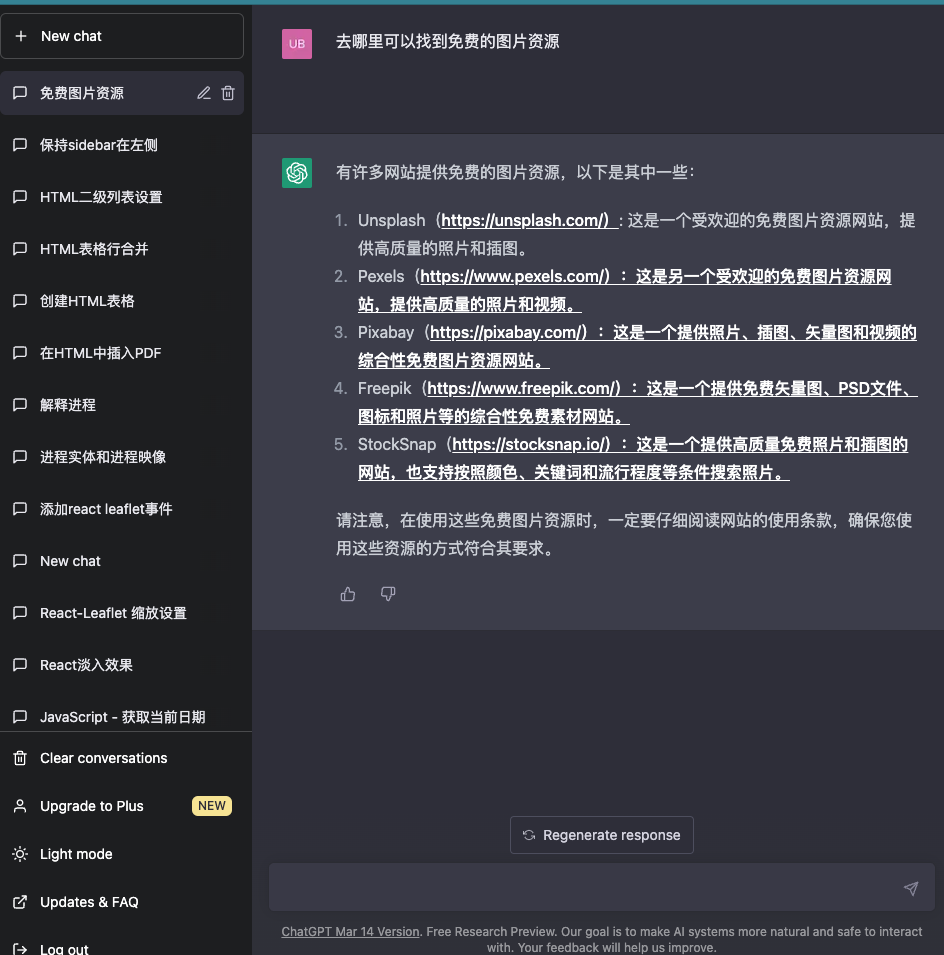 New chat
免费图片资源
保持sidebar在左侧
HTML二级列表设置
HTML表格行合并
创建HTML表格
在HTML中插入PDF
解释进程
进程实体和进程映像
添加react leaflet事件
New chat
React-Leaflet 缩放设置
React淡入效果
JavaScript - 获取当前日期
Clear conversations
Upgrade to Plus NEW
Light mode
Updates & FAQ
Log out
UB 去哪里可以找到免费的图片资源
有许多网站提供免费的图片资源，以下是其中一些：
1. Unsplash（https://unsplash.com/）：这是一个受欢迎的免费图片资源网站，提
供高质量的照片和插图。
2. Pexels（https://www.pexels.com/）：这是另一个受欢迎的免费图片资源网
站，提供高质量的照片和视频。
3. Pixabay（https://pixabay.com/）：这是一个提供照片、插图、矢量图和视频的
综合性免费图片资源网站。
4. Freepik（https://www.freepik.com/）：这是一个提供免费矢量图、PSD文件、
图标和照片等的综合性免费素材网站。
5. StockSnap（https://stocksnap.io/）：这是一个提供高质量免费照片和插图的
网站，也支持按照颜色、关键词和流行程度等条件搜索照片。
请注意，在使用这些免费图片资源时，一定要仔细阅读网站的使用条款，确保您使
用这些资源的方式符合其要求。
Regenerate response
ChatGPT Mar 14 Version. Free Research Preview. Our goal is to make AI systems more natural and safe to interact
with. Your feedback will help us improve.